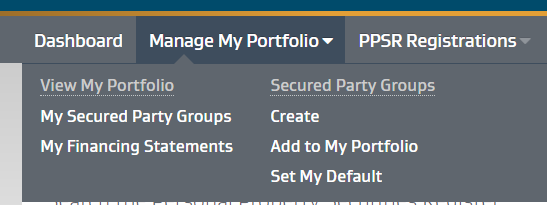 Dashboard Manage My Portfolio PPSR Registrations
View My Portfolio Secured Party Groups
My Secured Party Groups Create
My Financing Statements Add to My Portfolio
Set My Default